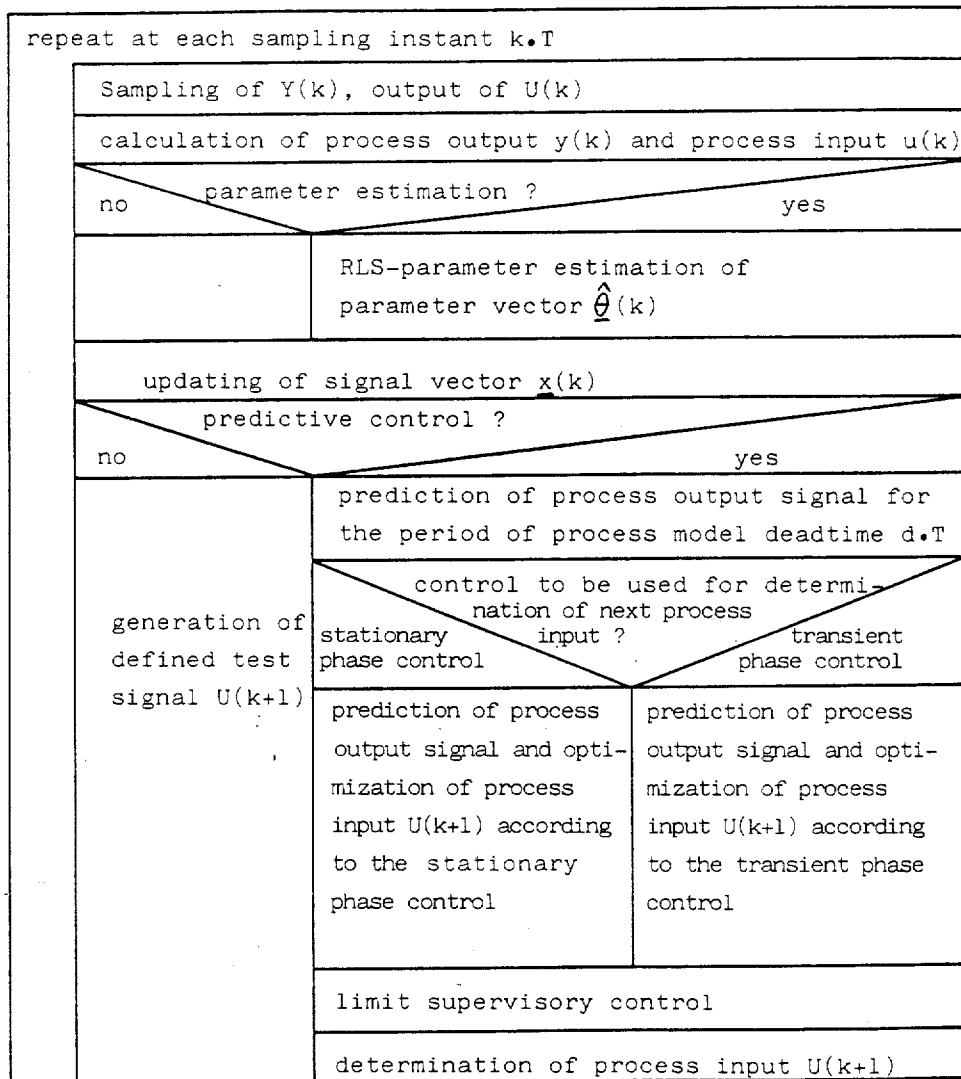 repeat at each sampling instant k•T
Sampling of Y(k), output of U(k)
calculation of process output y(k) and process input u(k)
parameter estimation ?
no
yes
RLS-parameter estimation of
parameter vector θ̲̂(k)
updating of signal vector x̲(k)
predictive control ?
no
yes
generation of
defined test
signal U(k+1)
prediction of process output signal for
the period of process model deadtime d•T
control to be used for determi-
nation of next process
input ?
stationary
phase control
transient
phase control
prediction of process
output signal and opti-
mization of process
input U(k+1) according
to the stationary
phase control
prediction of process
output signal and opti-
mization of process
input U(k+1) according
to the transient phase
control
limit supervisory control
determination of process input U(k+1)